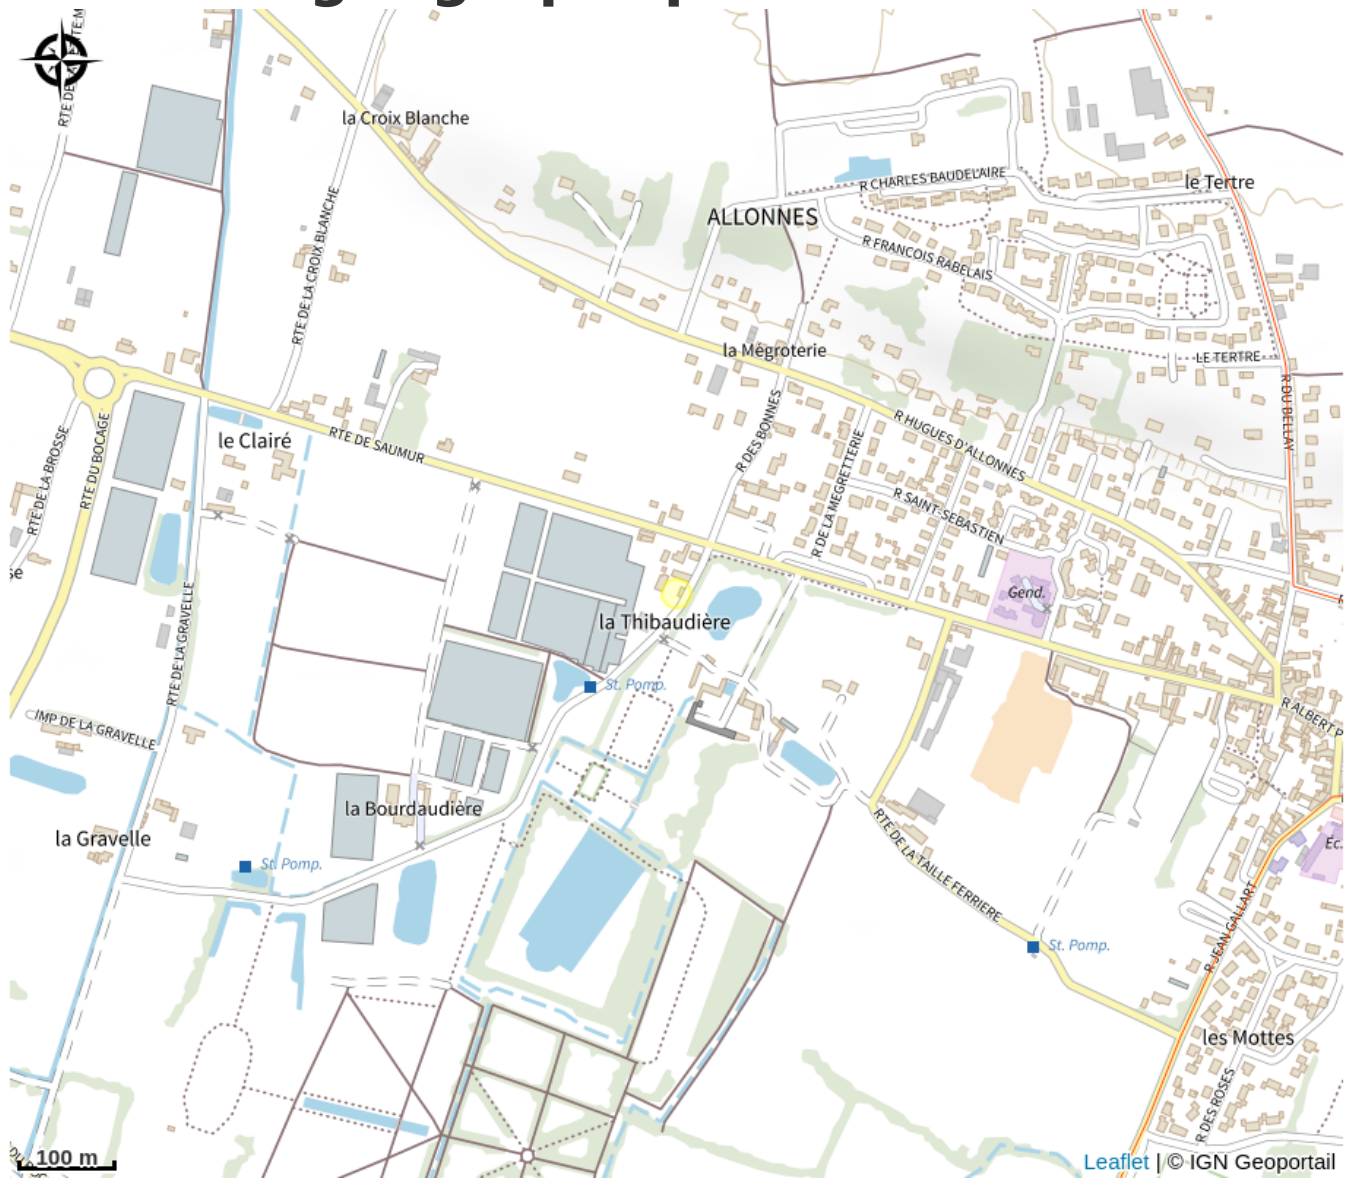 la Croix Blanche
RTE DE LA CROIX BLANCHE
ALLONNES
R CHARLES BAUDELAIRE
le Tertre
R FRANCOIS RABELAIS
la Mégroterie
LE TERTRE
R DU BELLAY
R DES BONNES
R HUGUES D'ALLONNES
R DE LA MEGRETTERIE
R SAINT-SEBASTIEN
le Clairé
RTE DE SAUMUR
RTE DE LA BROSSE
RTE DU BOCAGE
se
RTE DE LA GRAVELLE
Gend.
la Thibaudière
St. Pomp.
R ALBERT P
IMP DE LA GRAVELLE
la Bourdaudière
la Gravelle
St. Pomp.
Éc.
RTE DE LA TAILLE FERRIERE
R JEAN GALLART
St. Pomp.
les Mottes
R DES ROSES
100 m
Leaflet | © IGN Geoportail